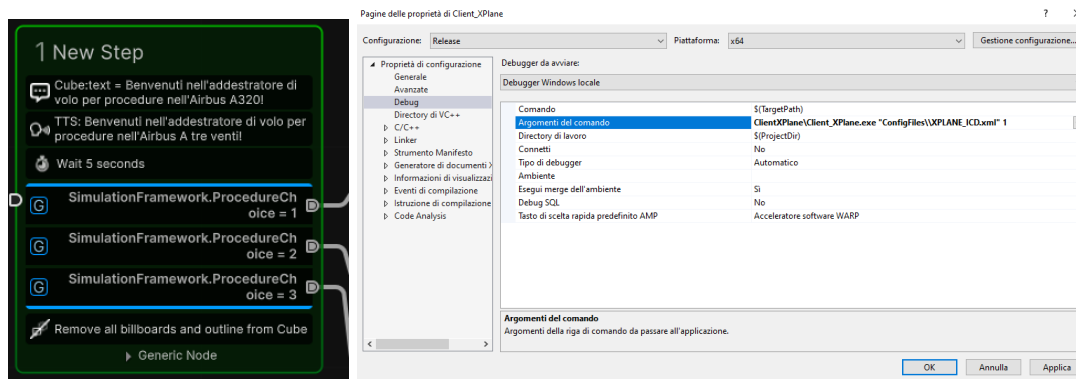 1 New Step
Cube:text = Benvenuti nell'addestratore di
volo per procedure nell'Airbus A320!
TTS: Benvenuti nell'addestratore di volo per
procedure nell'Airbus A tre venti!
Wait 5 seconds
G
SimulationFramework.ProcedureCh
oice = 1
G
SimulationFramework.ProcedureCh
oice = 2
G
SimulationFramework.ProcedureCh
oice = 3
Remove all billboards and outline from Cube
Generic Node
Pagine delle proprietà di Client_XPlane
?
Configurazione: Release
Piattaforma: x64
Gestione configurazione...
Proprietà di configurazione
Generale
Avanzate
Debug
Directory di VC++
C/C++
Linker
Strumento Manifesto
Generatore di documenti X
Informazioni di visualizzazi
Eventi di compilazione
Istruzione di compilazione
Code Analysis
Debugger da avviare:
Debugger Windows locale
Comando $(TargetPath)
Argomenti del comando ClientXPlane\Client_XPlane.exe "ConfigFiles\\XPLANE_ICD.xml" 1
Directory di lavoro $(ProjectDir)
Connetti No
Tipo di debugger Automatico
Ambiente
Esegui merge dell'ambiente Sì
Debug SQL No
Tasto di scelta rapida predefinito AMP Acceleratore software WARP
Argomenti del comando
Argomenti della riga di comando da passare all'applicazione.
OK
Annulla
Applica